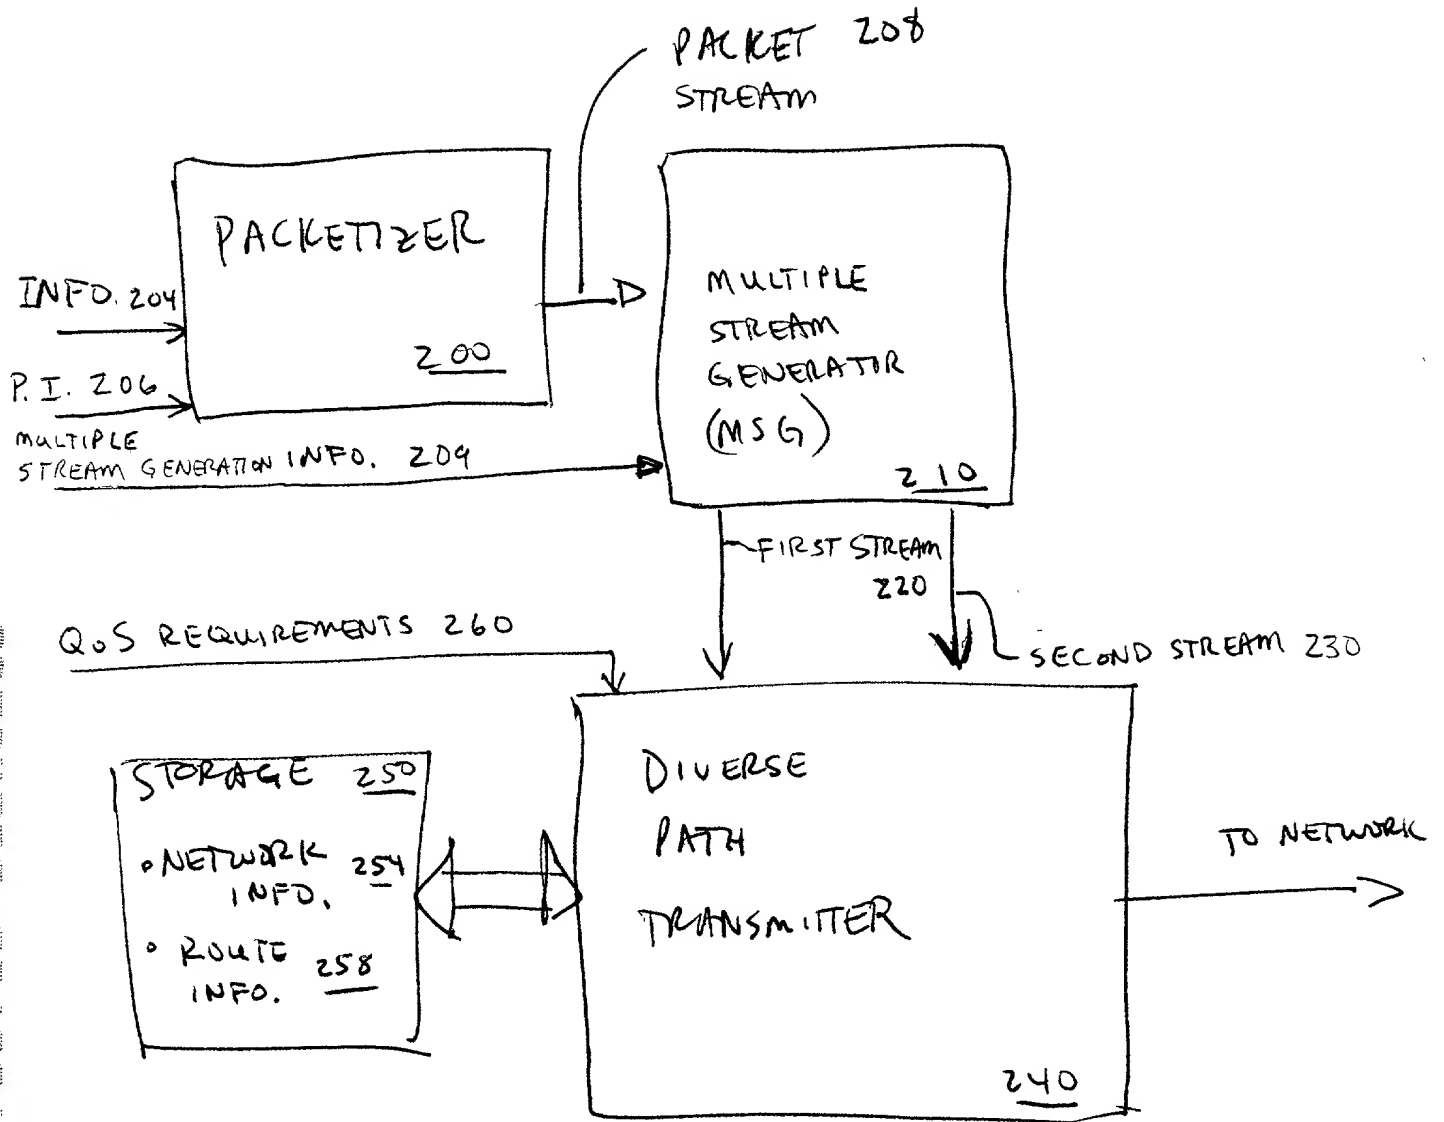 PACKET 208
STREAM
PACKETIZER
200
INFO. 204
P.I. 206
MULTIPLE
STREAM GENERATION INFO. 209
MULTIPLE
STREAM
GENERATOR
(MSG)
210
FIRST STREAM
220
SECOND STREAM 230
QoS REQUIREMENTS 260
STORAGE 250
• NETWORK 254
INFO.
• ROUTE 258
INFO.
DIVERSE
PATH
TRANSMITTER
240
TO NETWORK